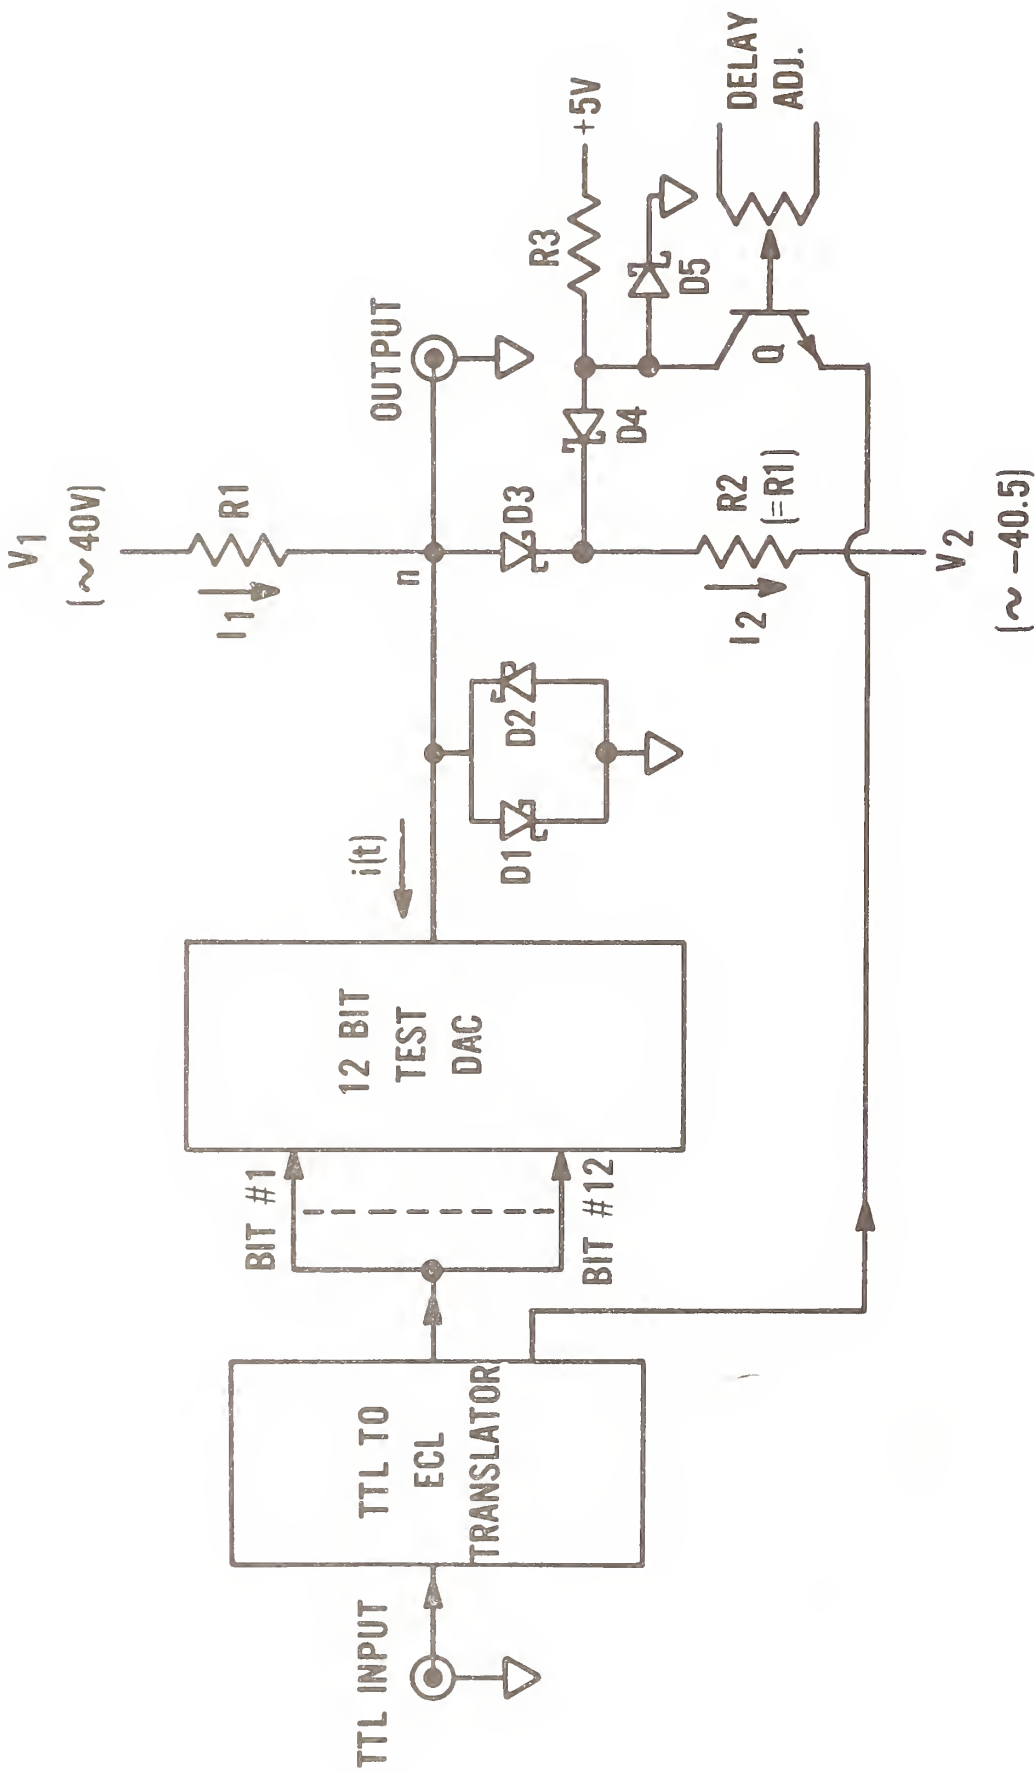 TTL INPUT
TTL TO
ECL
TRANSLATOR
BIT #1
BIT #12
12 BIT
TEST
DAC
i(t)
D1
D2
V1
(~40V)
I1
R1
n
OUTPUT
D3
I2
R2
(=R1)
V2
(~ -40.5)
D4
R3
+5V
D5
Q
DELAY
ADJ.